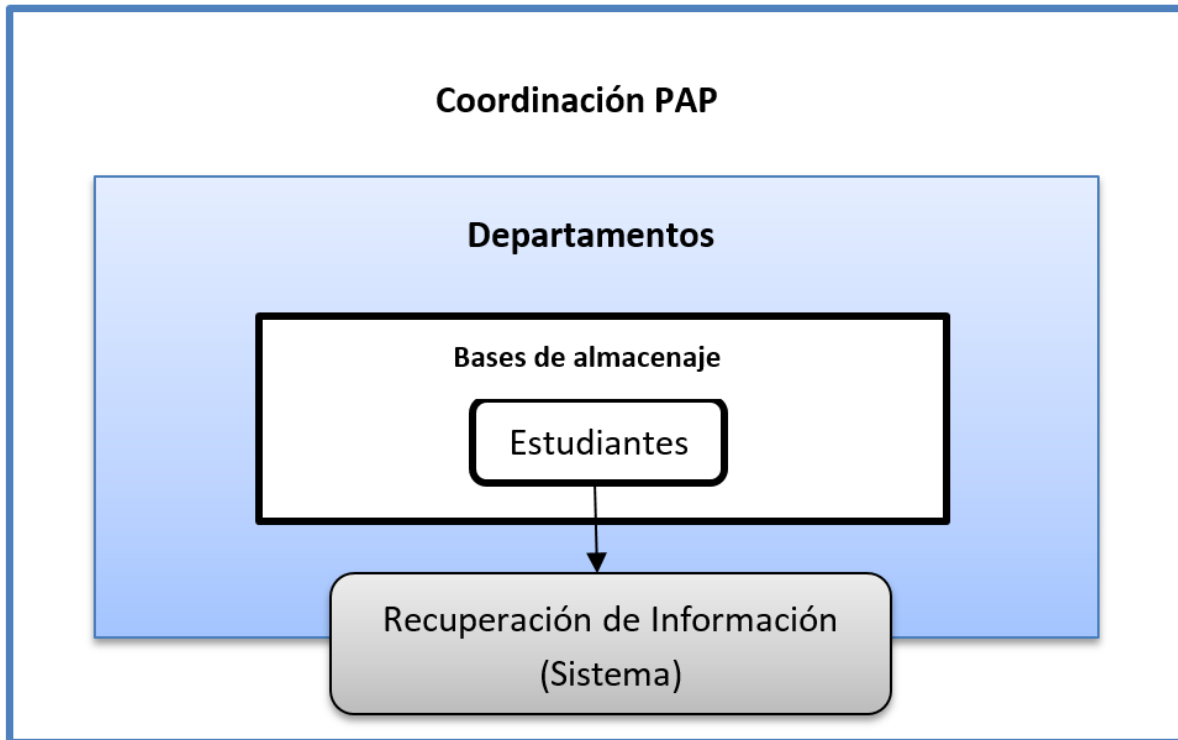 Coordinación PAP
Departamentos
Bases de almacenaje
Estudiantes
Recuperación de Información
(Sistema)